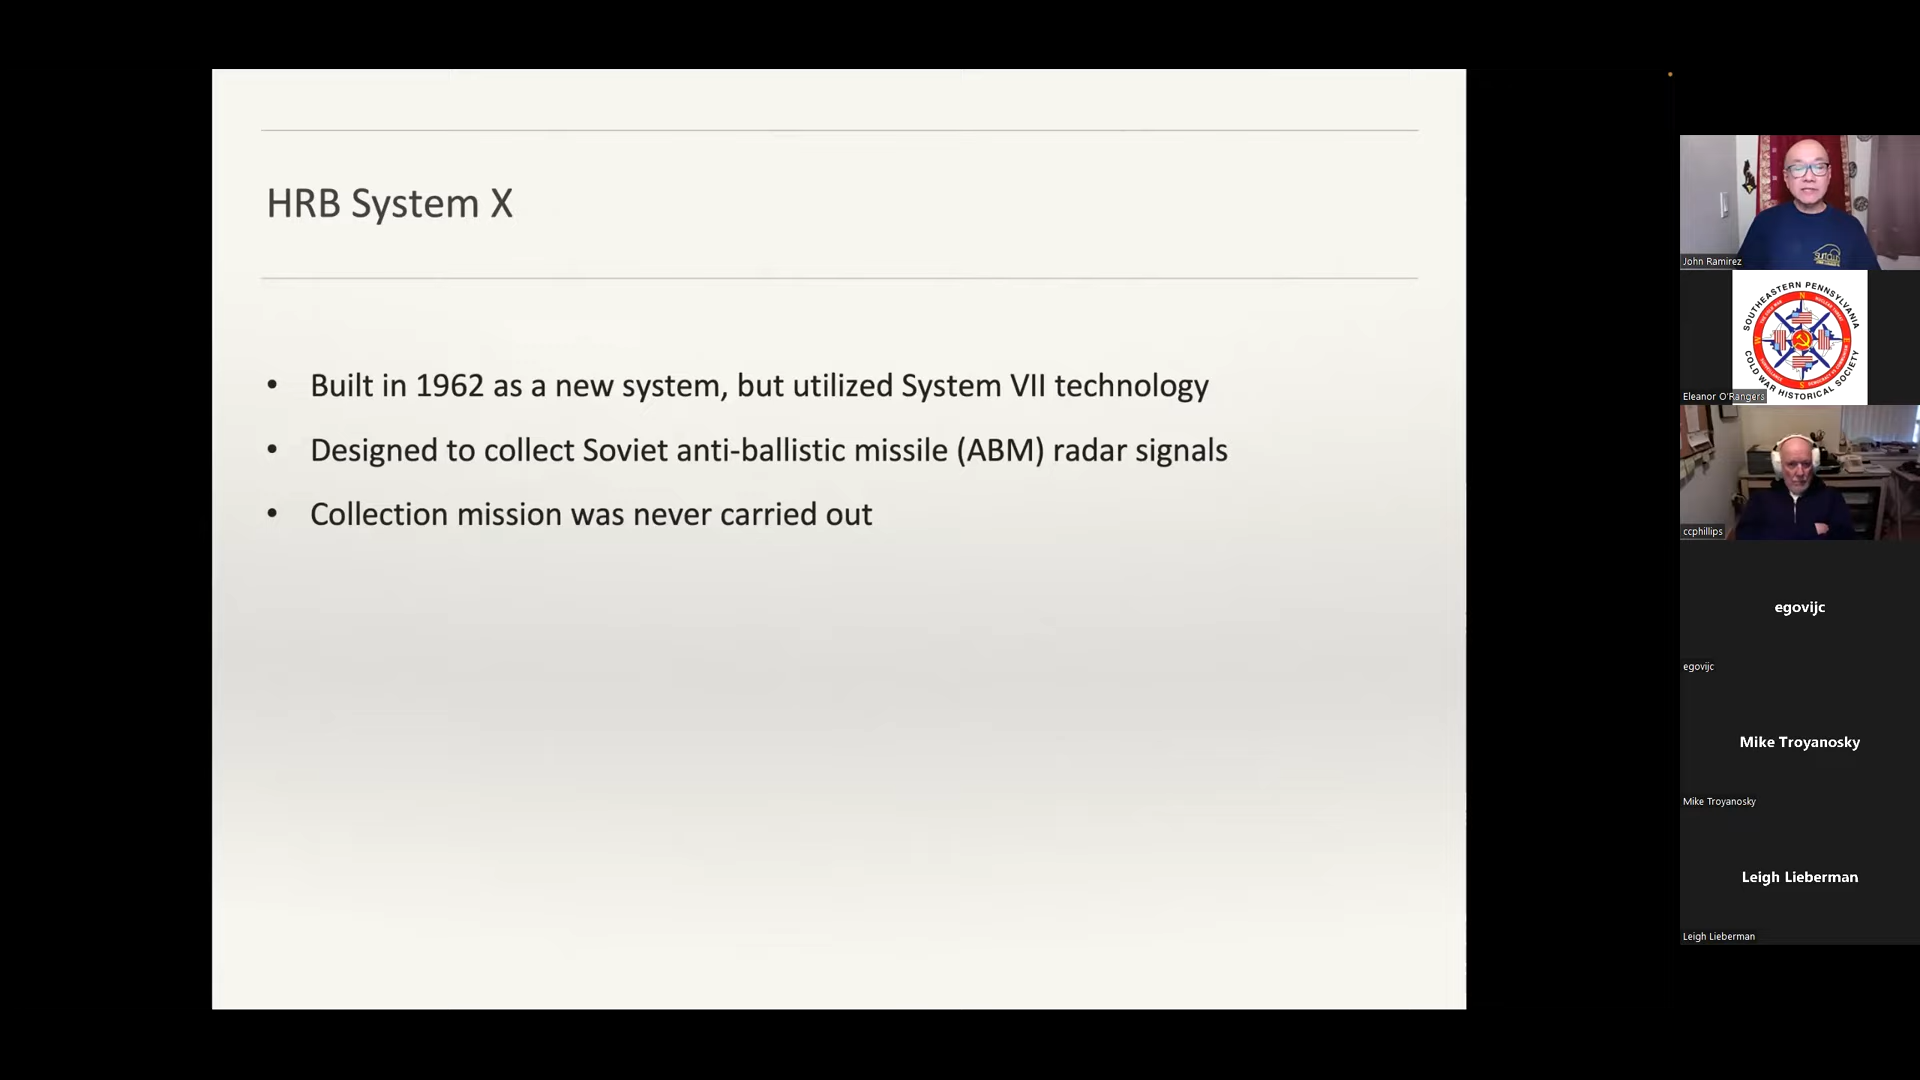 HRB System X
• Built in 1962 as a new system, but utilized System VII technology
• Designed to collect Soviet anti-ballistic missile (ABM) radar signals
• Collection mission was never carried out
John Ramirez
SOUTHEASTERN PENNSYLVANIA
COLD WAR HISTORICAL SOCIETY
N
W
E
S
Eleanor O'Rangers
ccphillips
egovijc
egovijc
Mike Troyanosky
Mike Troyanosky
Leigh Lieberman
Leigh Lieberman